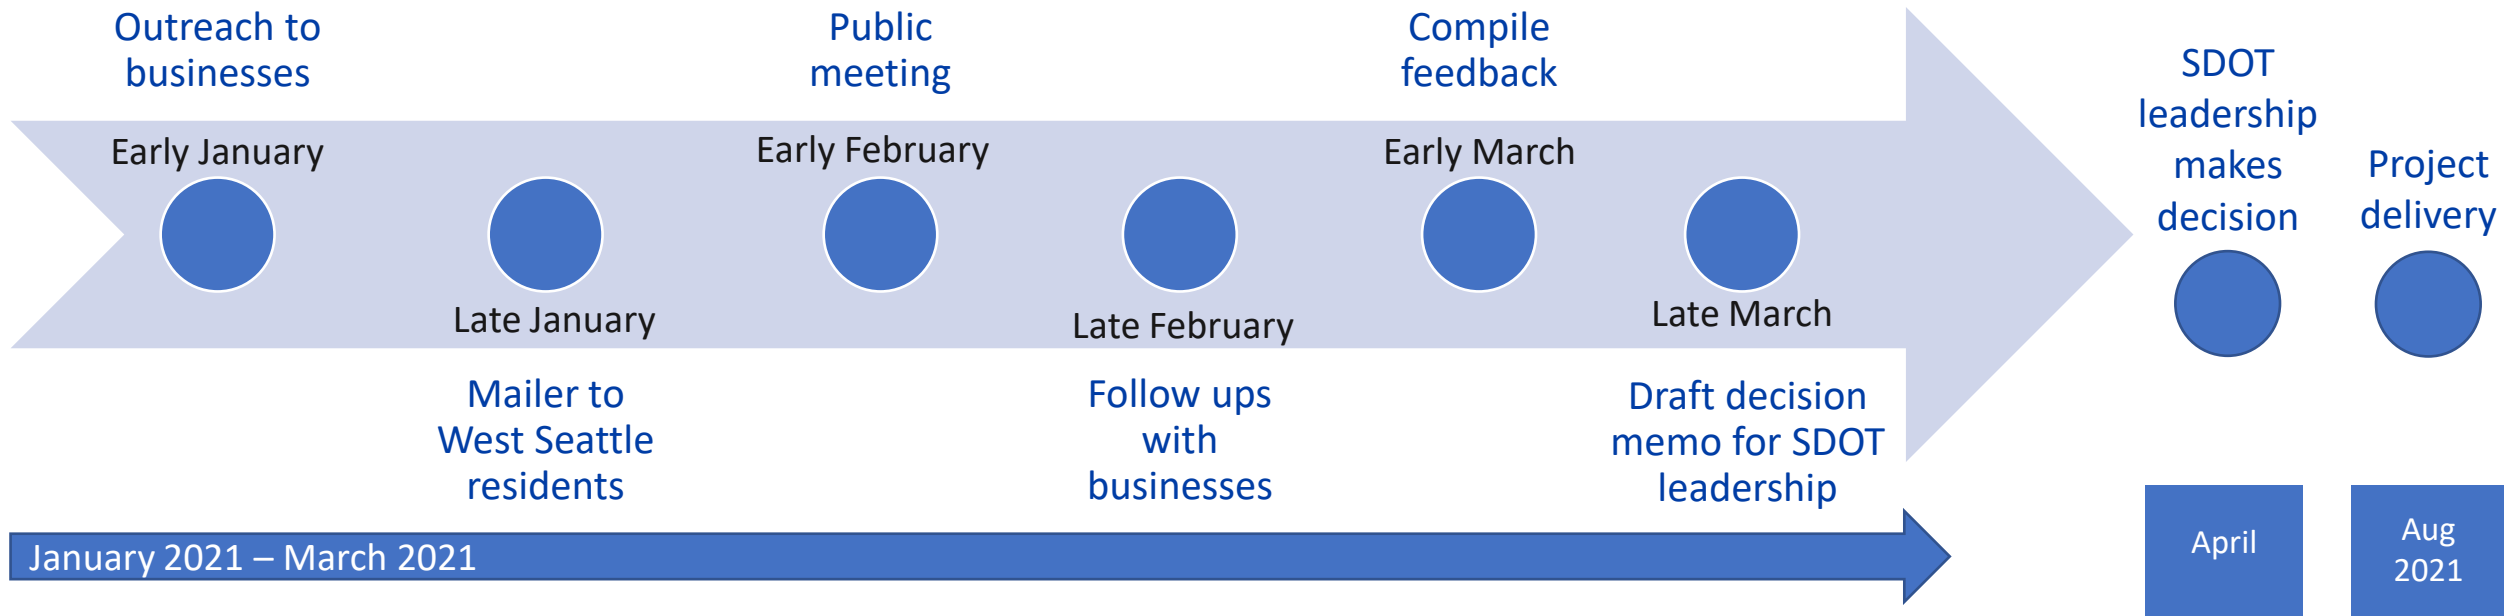 Outreach to
businesses
Early January
Late January
Mailer to
West Seattle
residents
Public
meeting
Early February
Late February
Follow ups
with
businesses
Compile
feedback
Early March
Late March
Draft decision
memo for SDOT
leadership
SDOT
leadership
makes
decision
Project
delivery
January 2021 – March 2021
April
Aug
2021